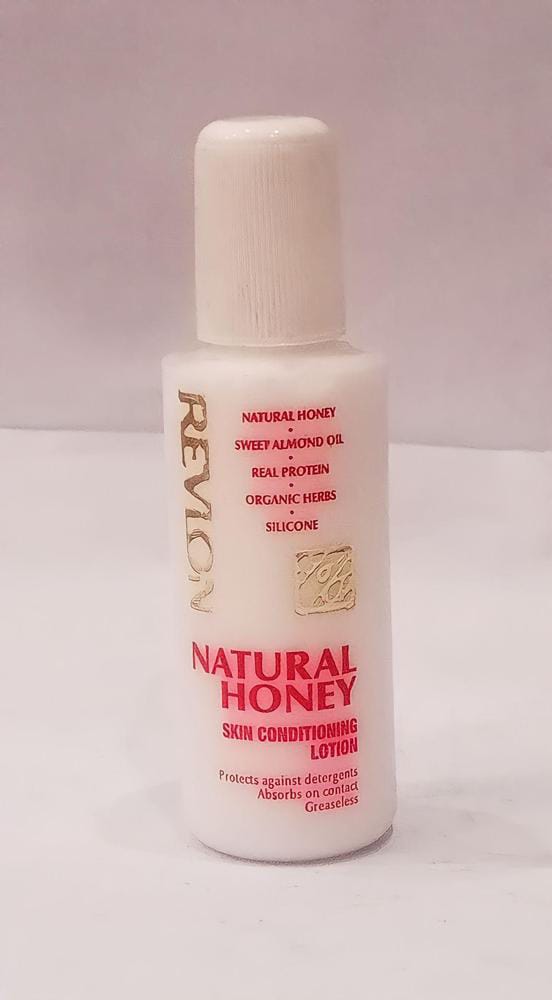 REVLON
NATURAL HONEY
•
SWEET ALMOND OIL
•
REAL PROTEIN
•
ORGANIC HERBS
•
SILICONE
NATURAL
HONEY
SKIN CONDITIONING
LOTION
Protects against detergents
Absorbs on contact
Greaseless